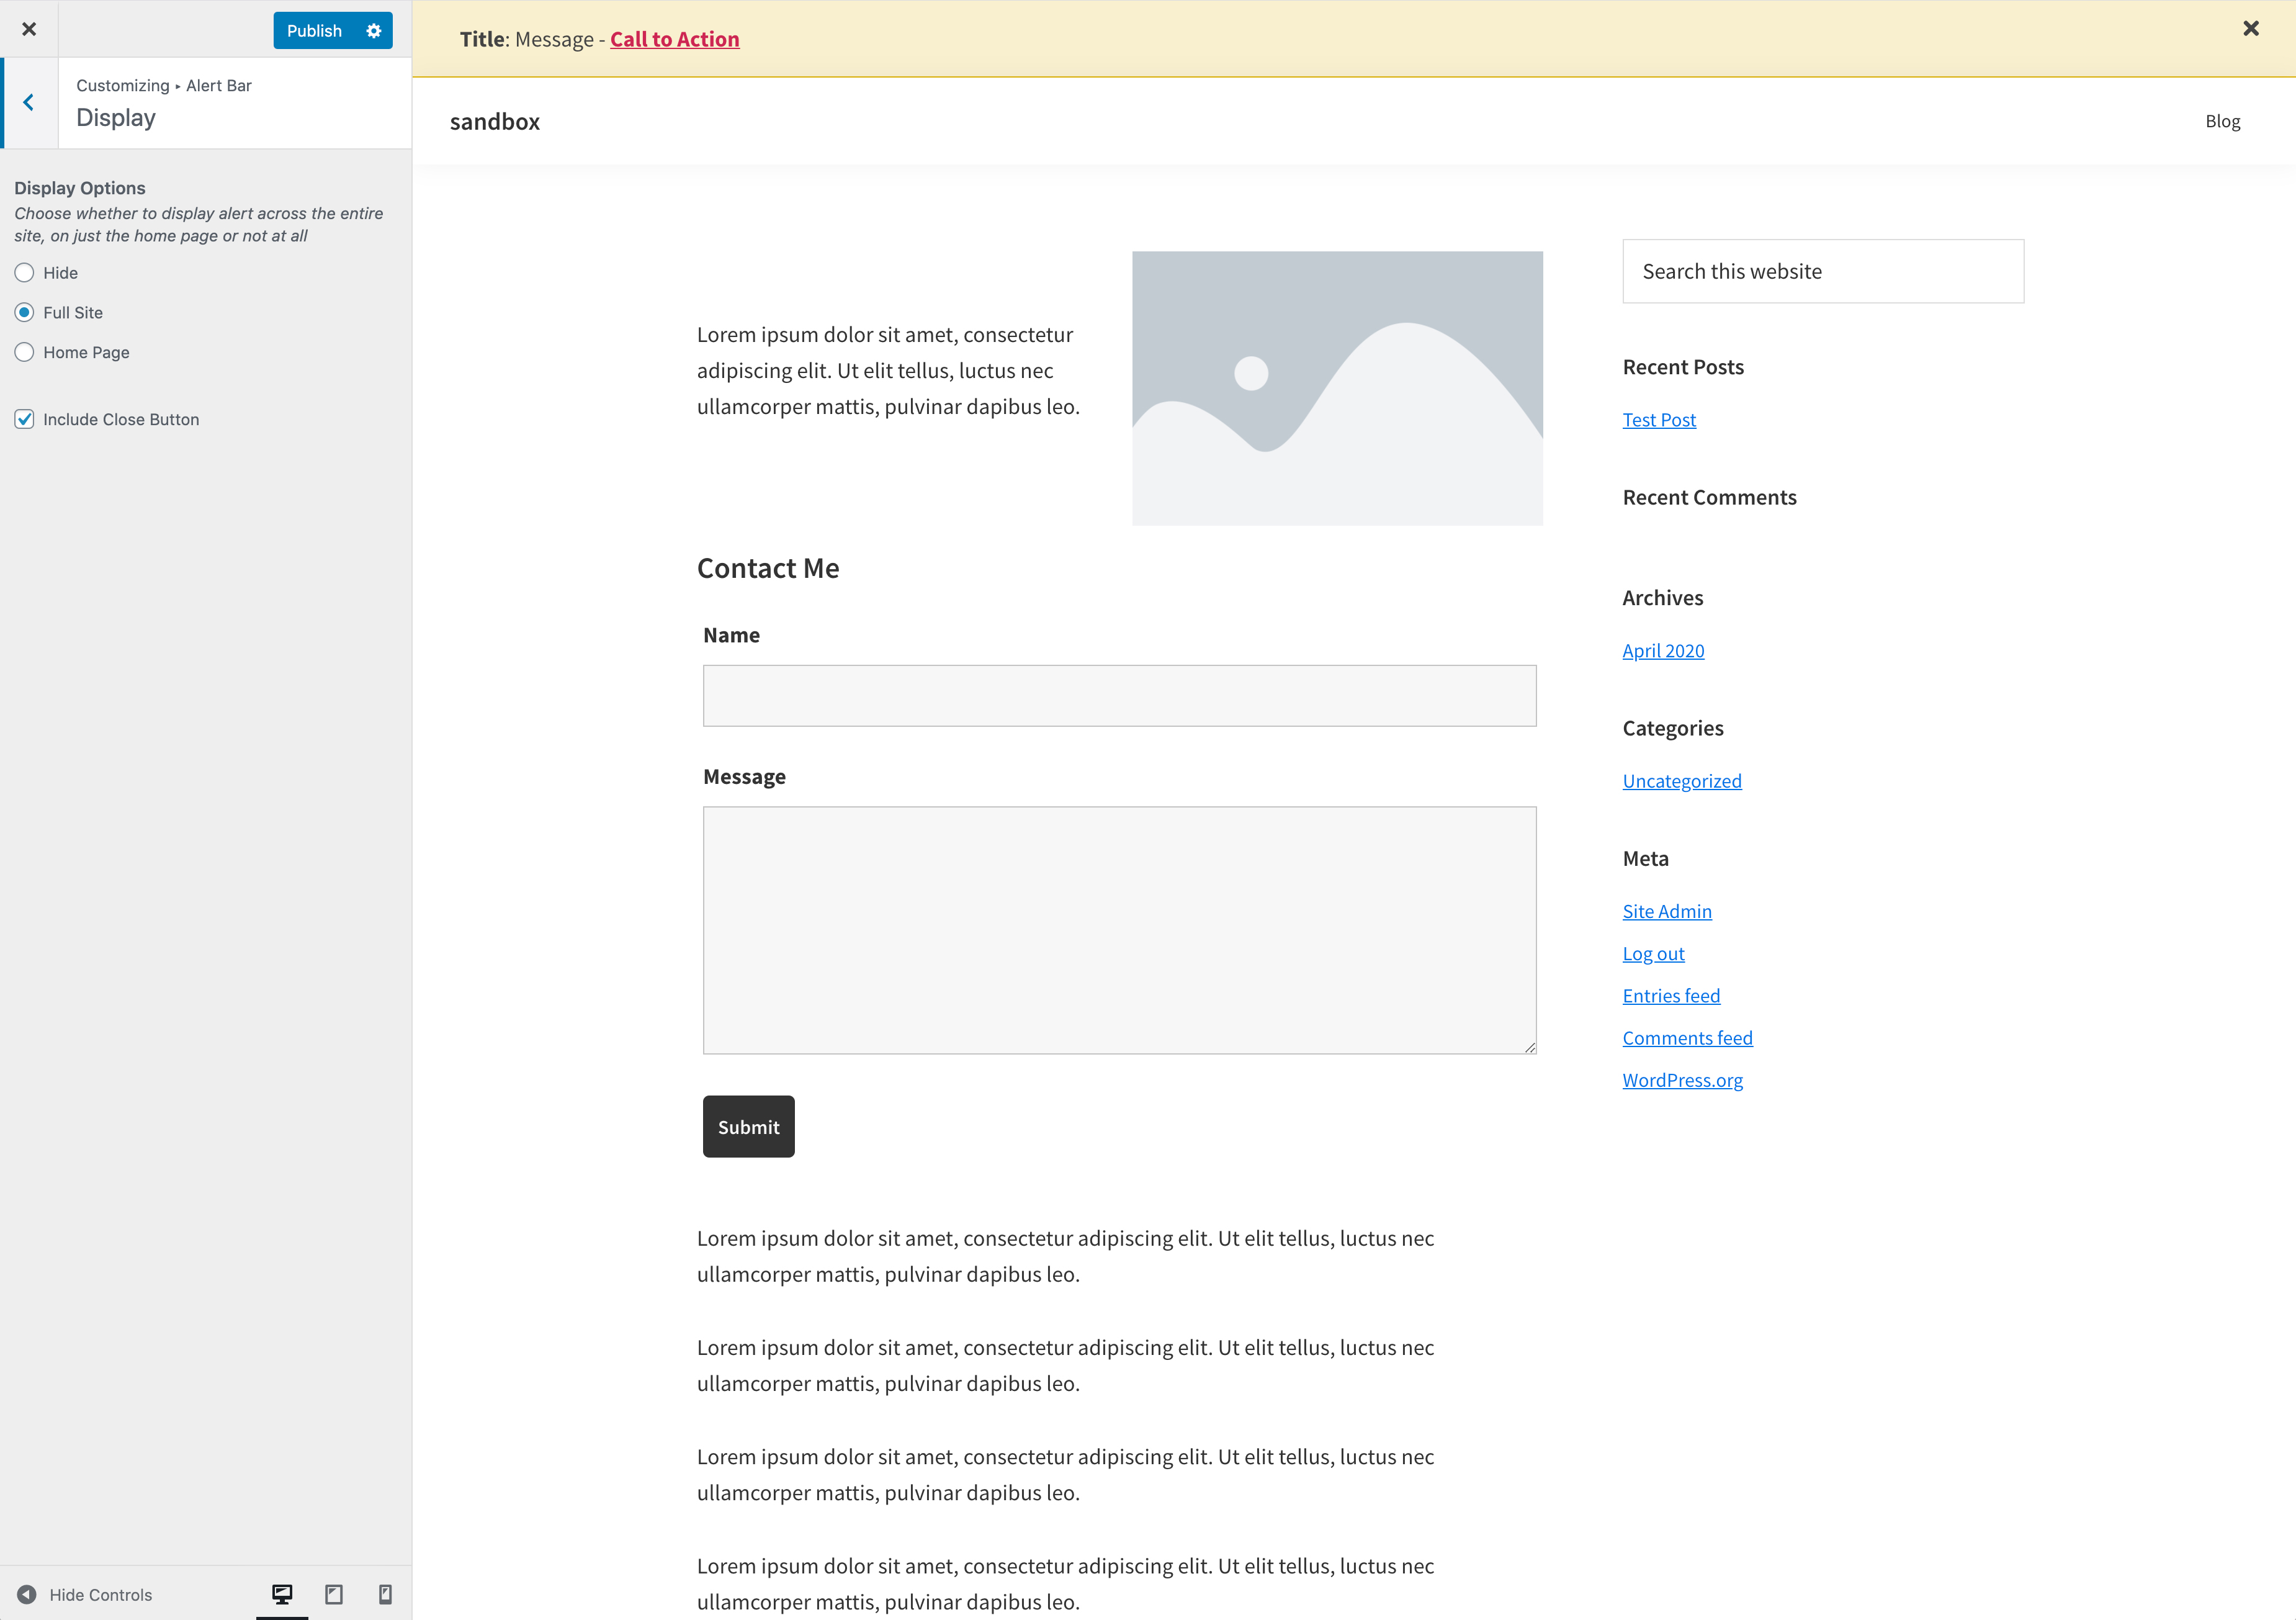 Publish
Customizing ▸ Alert Bar
Display
Display Options
Choose whether to display alert across the entire
site, on just the home page or not at all
Hide
Full Site
Home Page
Include Close Button
Hide Controls
Title: Message - Call to Action
sandbox
Blog
Lorem ipsum dolor sit amet, consectetur
adipiscing elit. Ut elit tellus, luctus nec
ullamcorper mattis, pulvinar dapibus leo.
Contact Me
Name
Message
Submit
Lorem ipsum dolor sit amet, consectetur adipiscing elit. Ut elit tellus, luctus nec
ullamcorper mattis, pulvinar dapibus leo.
Lorem ipsum dolor sit amet, consectetur adipiscing elit. Ut elit tellus, luctus nec
ullamcorper mattis, pulvinar dapibus leo.
Lorem ipsum dolor sit amet, consectetur adipiscing elit. Ut elit tellus, luctus nec
ullamcorper mattis, pulvinar dapibus leo.
Lorem ipsum dolor sit amet, consectetur adipiscing elit. Ut elit tellus, luctus nec
ullamcorper mattis, pulvinar dapibus leo.
Search this website
Recent Posts
Test Post
Recent Comments
Archives
April 2020
Categories
Uncategorized
Meta
Site Admin
Log out
Entries feed
Comments feed
WordPress.org